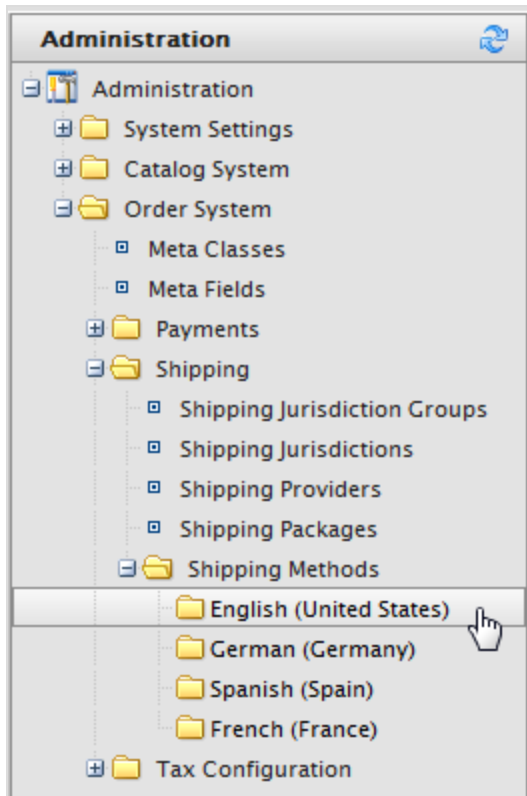 Administration
Administration
System Settings
Catalog System
Order System
Meta Classes
Meta Fields
Payments
Shipping
Shipping Jurisdiction Groups
Shipping Jurisdictions
Shipping Providers
Shipping Packages
Shipping Methods
English (United States)
German (Germany)
Spanish (Spain)
French (France)
Tax Configuration